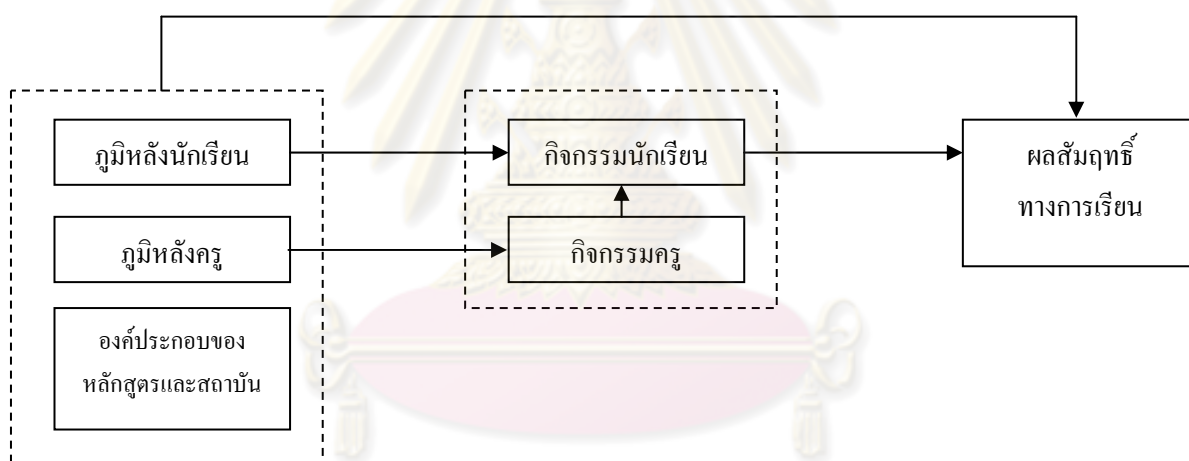 ภูมิหลังนักเรียน
กิจกรรมนักเรียน
ผลสัมฤทธิ์
ทางการเรียน
ภูมิหลังครู
กิจกรรมครู
องค์ประกอบของ
หลักสูตรและสถาบัน